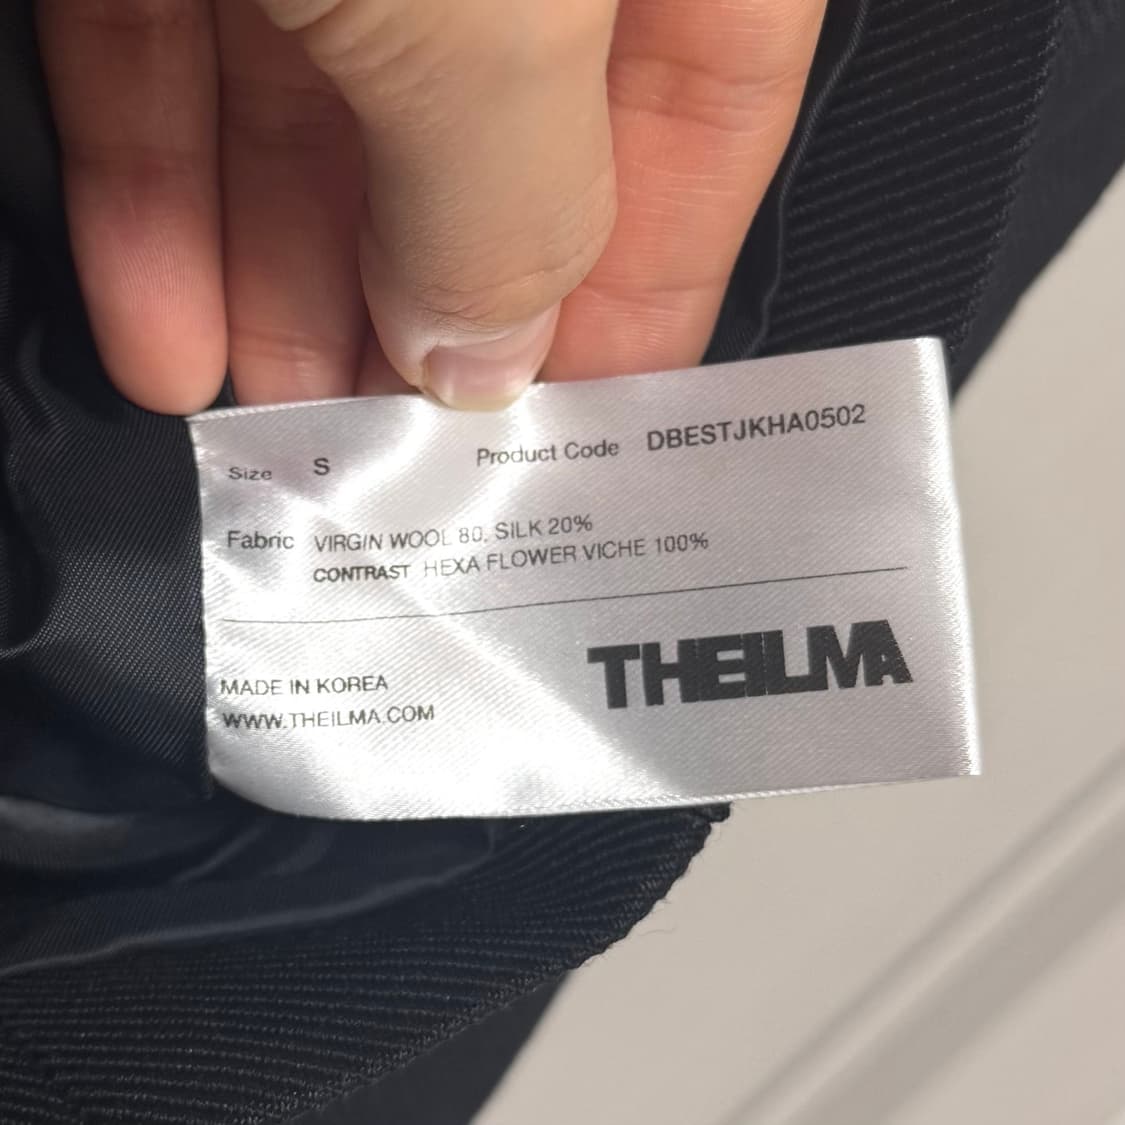 Size S Product Code DBESTJKHA0502
Fabric VIRGIN WOOL 80. SILK 20%
CONTRAST HEXA FLOWER VICHE 100%
MADE IN KOREA
WWW.THEILMA.COM
THEILMA